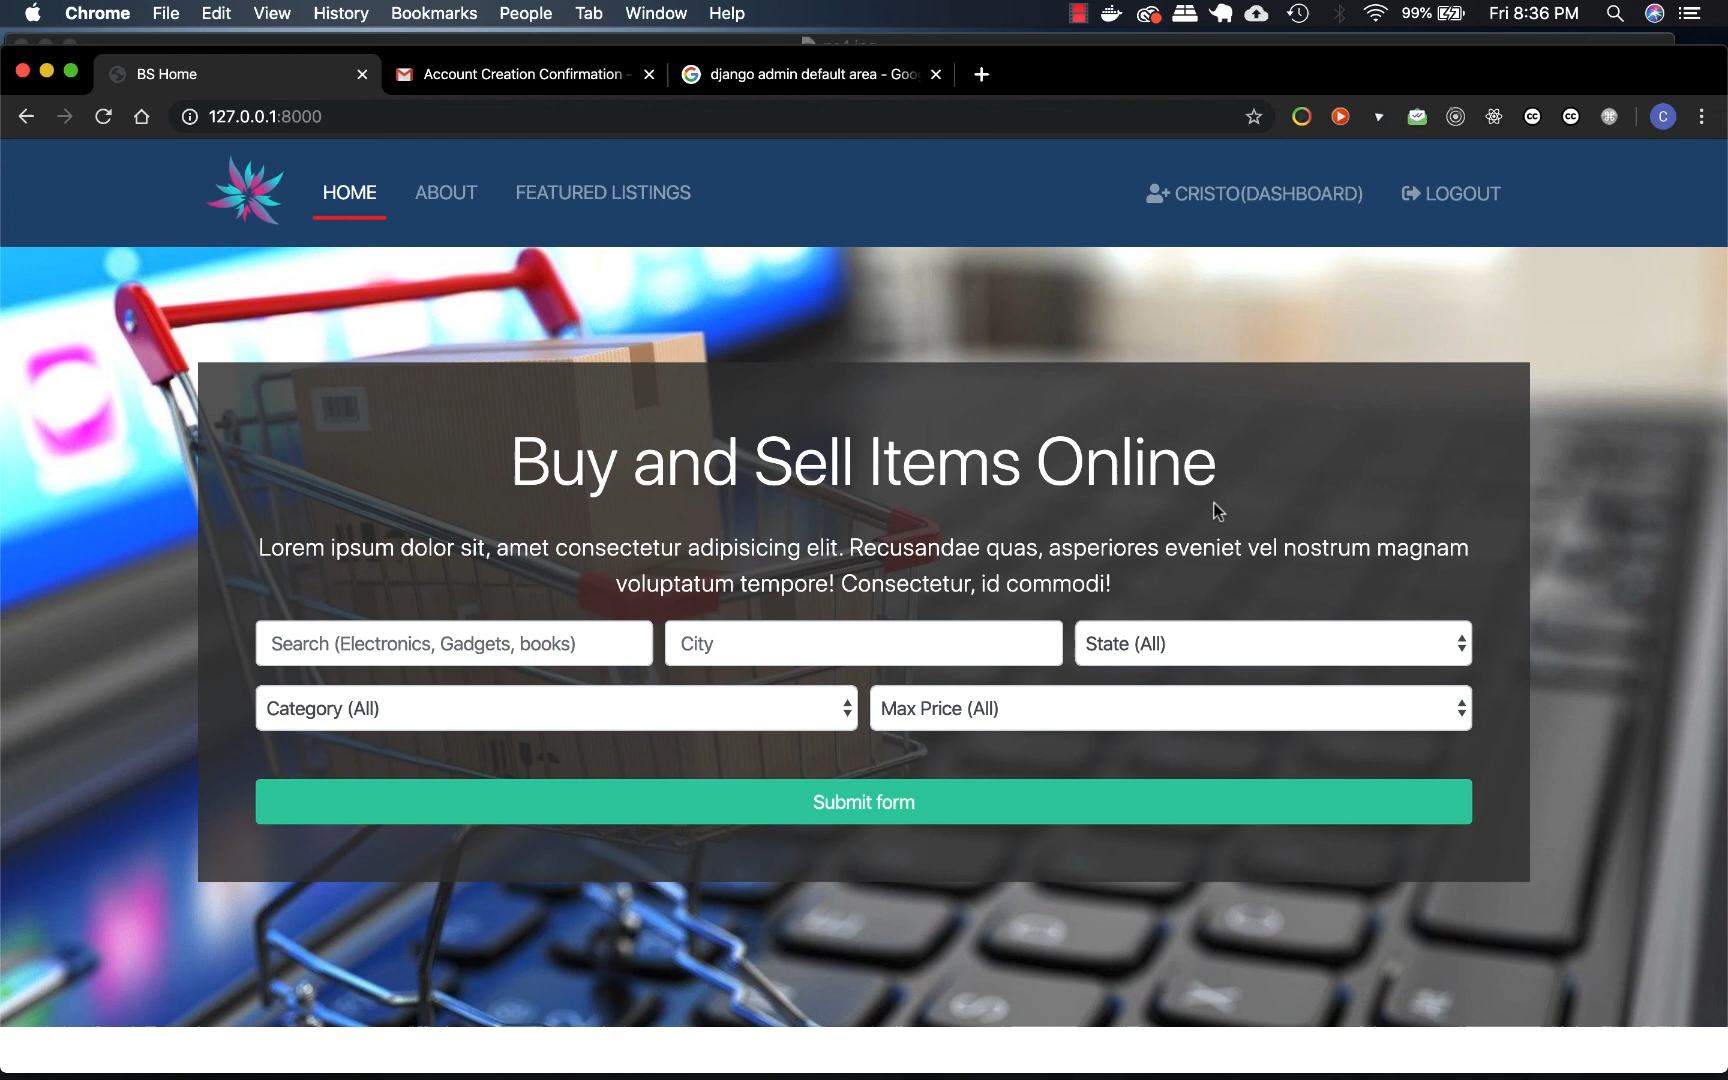 Chrome File Edit View History Bookmarks People Tab Window Help 99% Fri 8:36 PM
BS Home Account Creation Confirmation - django admin default area - Goo
127.0.0.1:8000 C
HOME ABOUT FEATURED LISTINGS CRISTO(DASHBOARD) LOGOUT
Buy and Sell Items Online
Lorem ipsum dolor sit, amet consectetur adipisicing elit. Recusandae quas, asperiores eveniet vel nostrum magnam
voluptatum tempore! Consectetur, id commodi!
Search (Electronics, Gadgets, books) City State (All)
Category (All) Max Price (All)
Submit form